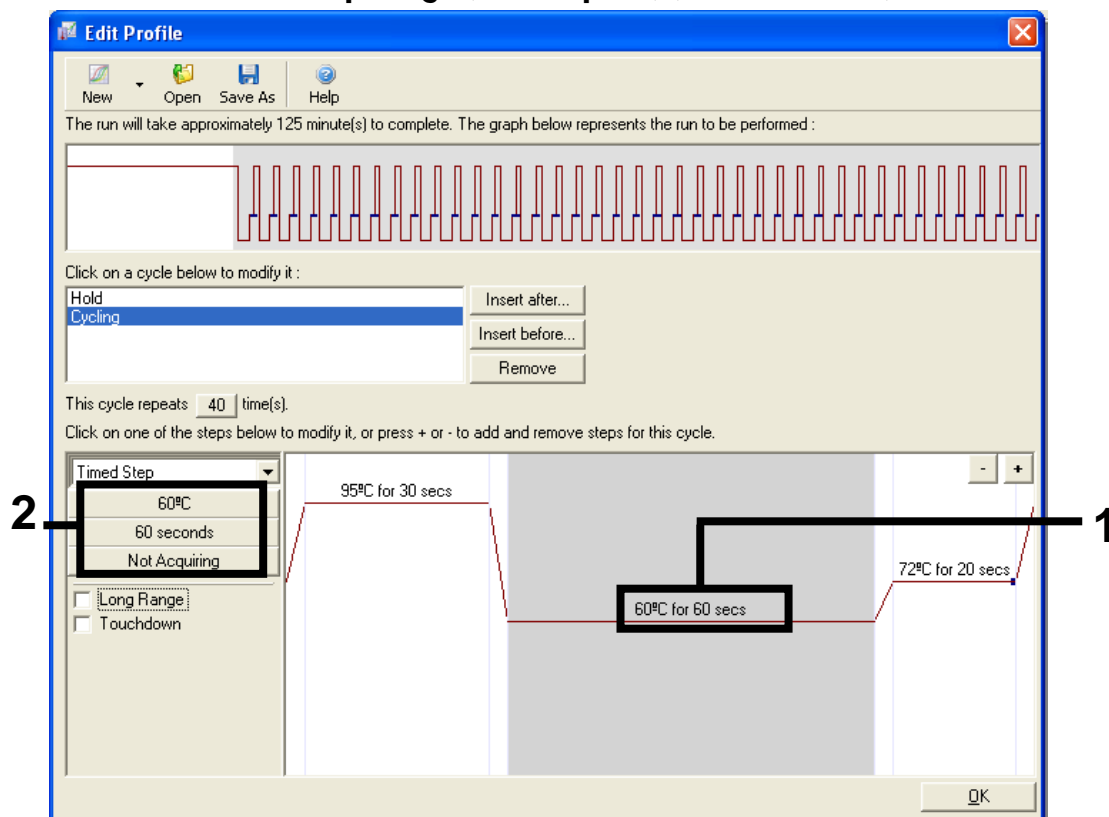 Edit Profile
New Open Save As Help
The run will take approximately 125 minute(s) to complete. The graph below represents the run to be performed :
Click on a cycle below to modify it :
Hold
Cycling
Insert after...
Insert before...
Remove
This cycle repeats 40 time(s).
Click on one of the steps below to modify it, or press + or - to add and remove steps for this cycle.
Timed Step
- +
60ºC
60 seconds
Not Acquiring
Long Range
Touchdown
2
95ºC for 30 secs
60ºC for 60 secs
72ºC for 20 secs
1
OK